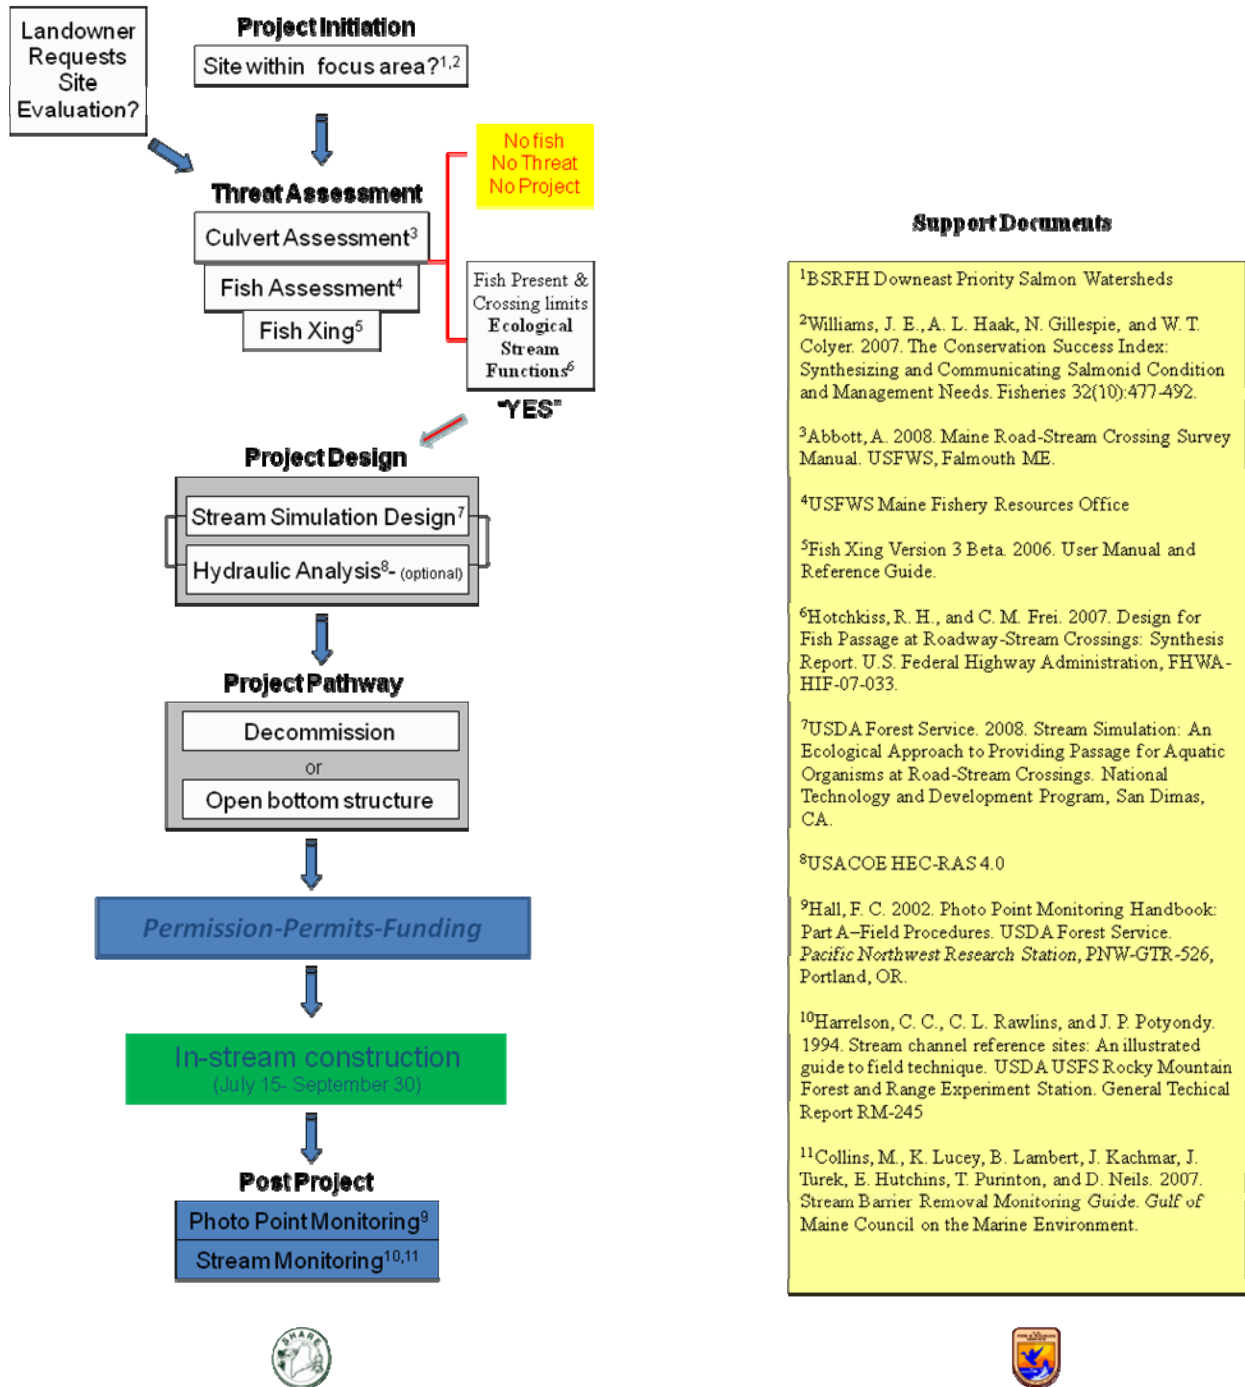 Landowner
Requests
Site
Evaluation?
Project Initiation
Site within focus area?1,2
No fish
No Threat
No Project
Threat Assessment
Culvert Assessment3
Fish Assessment4
Fish Xing5
Fish Present &
Crossing limits
Ecological
Stream
Functions6
"YES"
Project Design
Stream Simulation Design7
Hydraulic Analysis8- (optional)
Project Pathway
Decommission
or
Open bottom structure
Permission-Permits-Funding
In-stream construction
(July 15- September 30)
Post Project
Photo Point Monitoring9
Stream Monitoring10,11
SHARE
Support Documents
1BSRFH Downeast Priority Salmon Watersheds
2Williams, J. E., A. L. Haak, N. Gillespie, and W. T.
Colyer. 2007. The Conservation Success Index:
Synthesizing and Communicating Salmonid Condition
and Management Needs. Fisheries 32(10):477-492.
3Abbott, A. 2008. Maine Road-Stream Crossing Survey
Manual. USFWS, Falmouth ME.
4USFWS Maine Fishery Resources Office
5Fish Xing Version 3 Beta. 2006. User Manual and
Reference Guide.
6Hotchkiss, R. H., and C. M. Frei. 2007. Design for
Fish Passage at Roadway-Stream Crossings: Synthesis
Report. U.S. Federal Highway Administration, FHWA-
HIF-07-033.
7USDA Forest Service. 2008. Stream Simulation: An
Ecological Approach to Providing Passage for Aquatic
Organisms at Road-Stream Crossings. National
Technology and Development Program, San Dimas,
CA.
8USACOE HEC-RAS 4.0
9Hall, F. C. 2002. Photo Point Monitoring Handbook:
Part A–Field Procedures. USDA Forest Service.
Pacific Northwest Research Station, PNW-GTR-526,
Portland, OR.
10Harrelson, C. C., C. L. Rawlins, and J. P. Potyondy.
1994. Stream channel reference sites: An illustrated
guide to field technique. USDA USFS Rocky Mountain
Forest and Range Experiment Station. General Techical
Report RM-245
11Collins, M., K. Lucey, B. Lambert, J. Kachmar, J.
Turek, E. Hutchins, T. Purinton, and D. Neils. 2007.
Stream Barrier Removal Monitoring Guide. Gulf of
Maine Council on the Marine Environment.